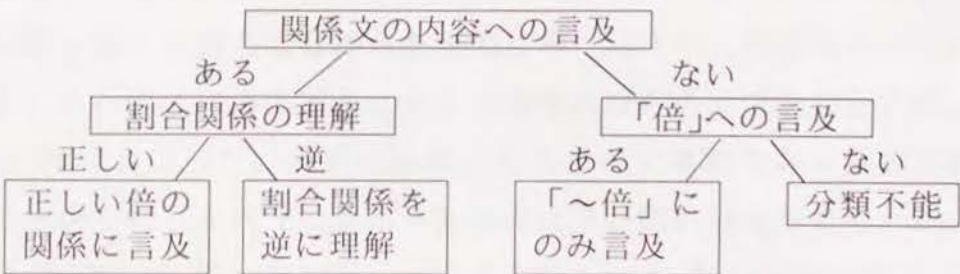 関係文の内容への言及
ある ない
割合関係の理解 「倍」への言及
正しい 逆 ある ない
正しい倍の 割合関係を 「～倍」に 分類不能
関係に言及 逆に理解 のみ言及